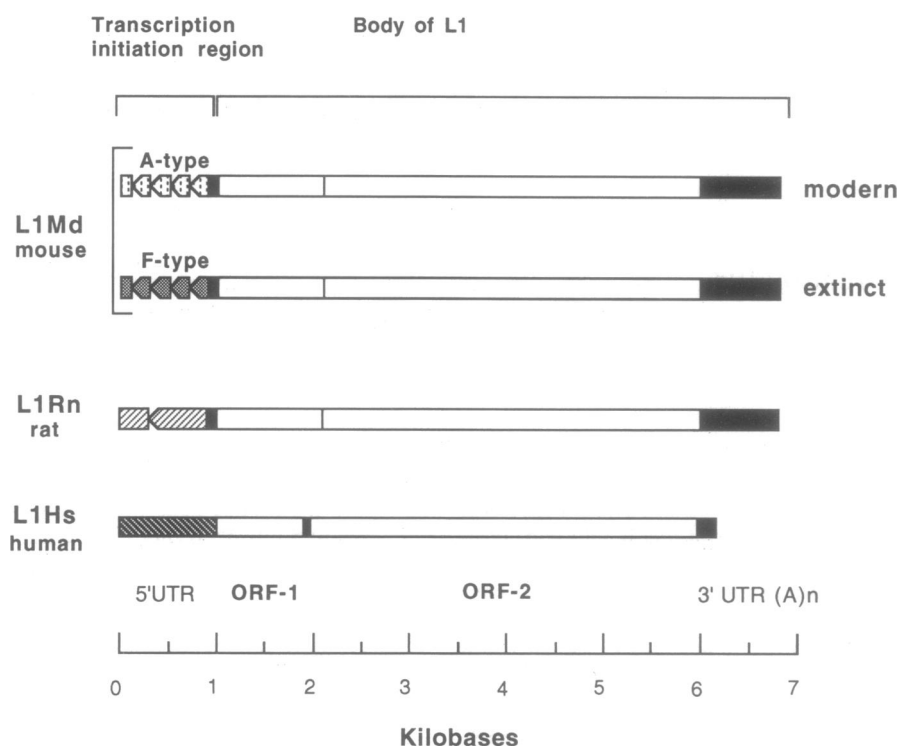 Transcription
initiation region
Body of L1
A-type
modern
L1Md
mouse
F-type
extinct
L1Rn
rat
L1Hs
human
5'UTR ORF-1 ORF-2 3' UTR (A)n
0 1 2 3 4 5 6 7
Kilobases